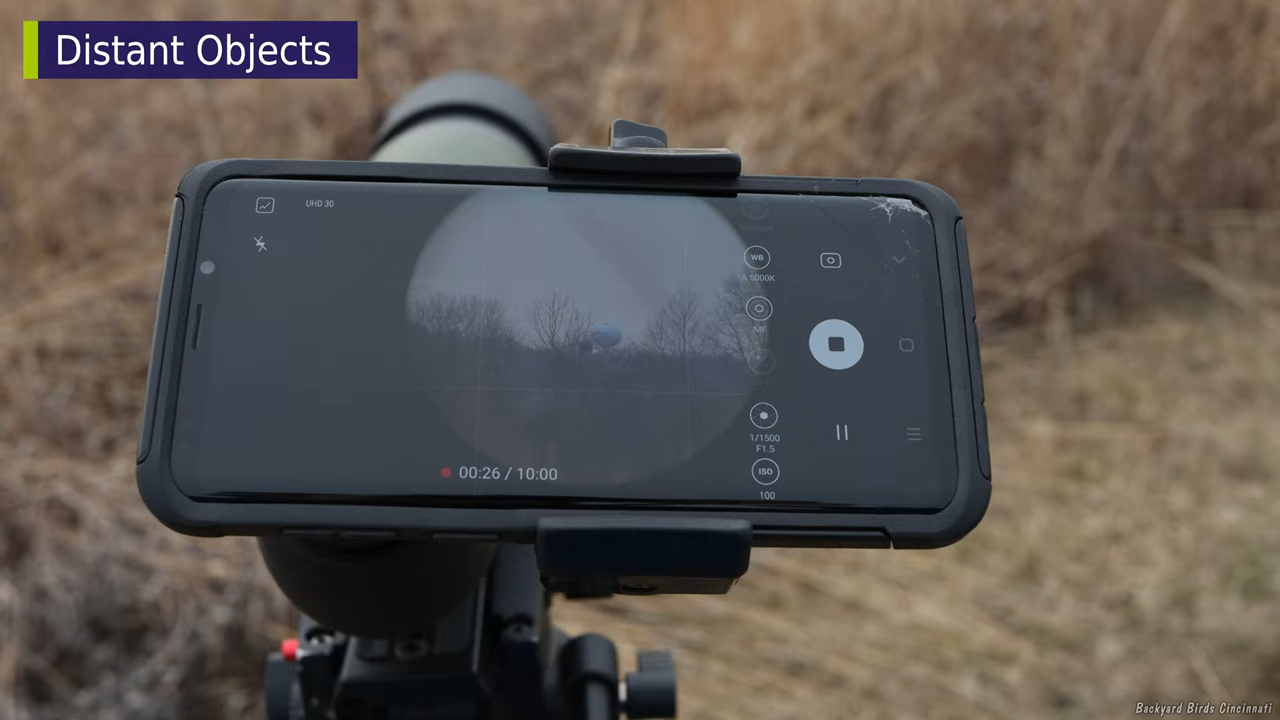 Distant Objects
UHD 30
WB
A 5000K
MF
1/1500
F1.5
ISO
100
00:26 / 10:00
Backyard Birds Cincinnati